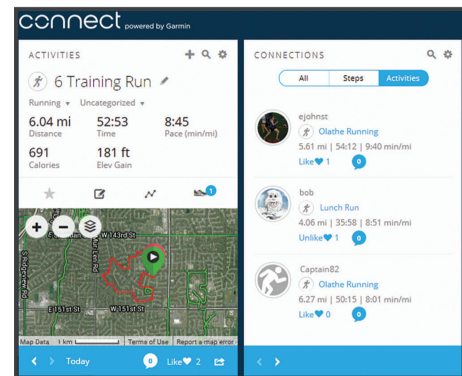 connect powered by Garmin
ACTIVITIES
6 Training Run
Running Uncategorized
6.04 mi 52:53 8:45
Distance Time Pace (min/mi)
691 181 ft
Calories Elev Gain
1
W 143rd St
S Ridgeview Rd
E 151st St W 151st St
Map Data 1 km Terms of Use Report a map error
Today 0 Like 2
CONNECTIONS
All Steps Activities
ejohnst
Olathe Running
5.61 mi | 54:12 | 9:40 min/mi
Like 1 0
bob
Lunch Run
4.06 mi | 35:58 | 8:51 min/mi
Unlike 1 0
Captain82
Olathe Running
6.27 mi | 50:15 | 8:01 min/mi
Like 0 0